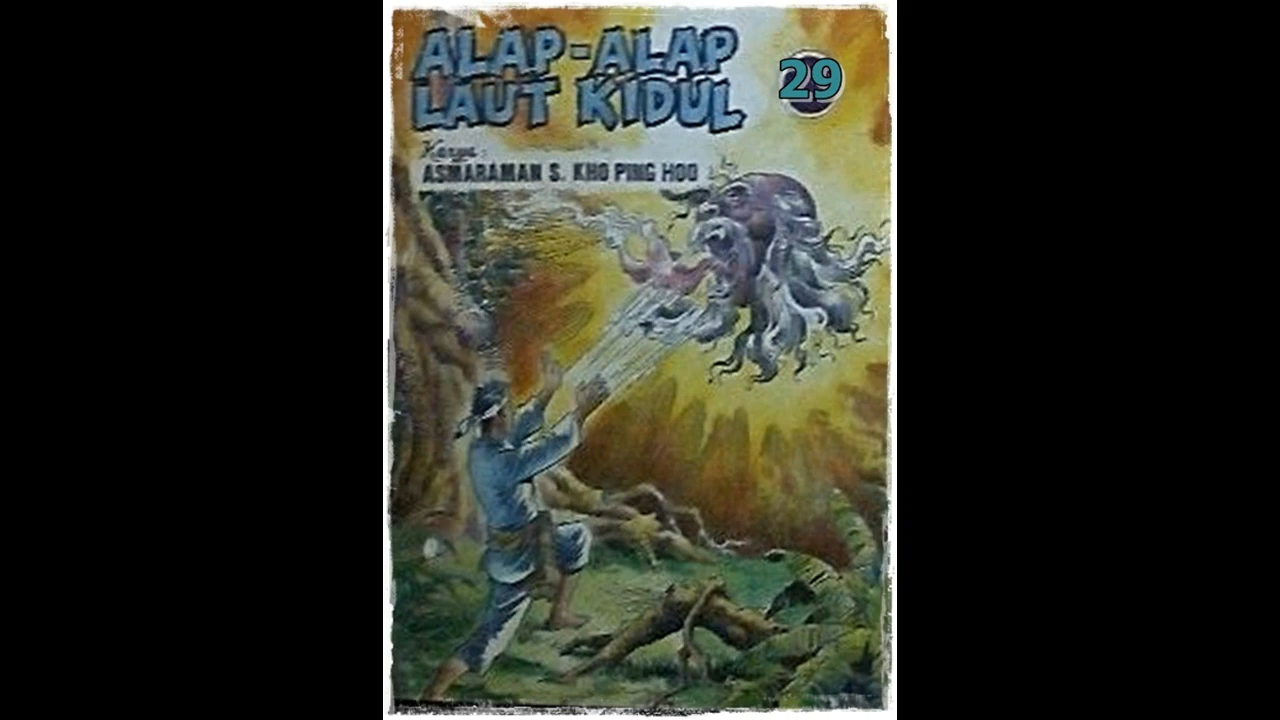 ALAP-ALAP
LAUT KIDUL
29
Karya :
ASMARAMAN S. KHO PING HOO